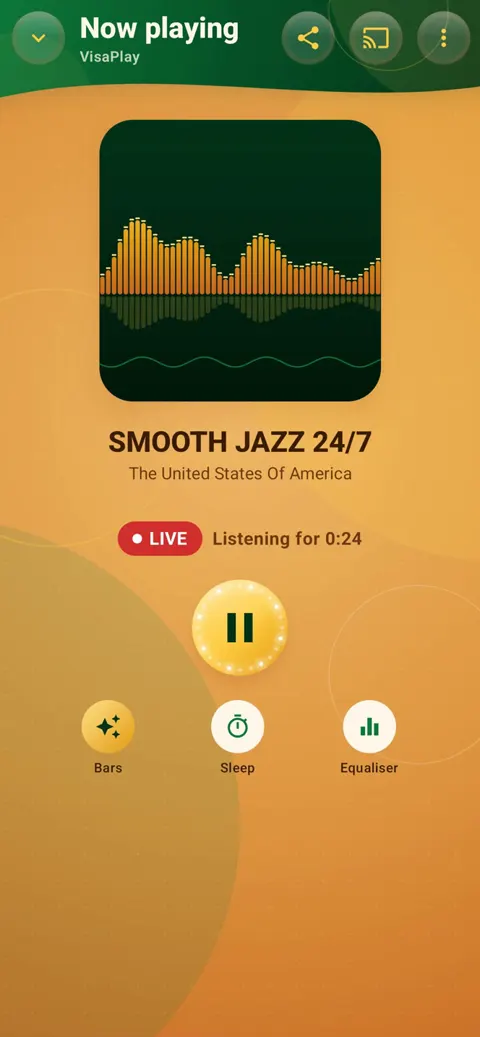 Now playing
VisaPlay
SMOOTH JAZZ 24/7
The United States Of America
LIVE Listening for 0:24
Bars Sleep Equaliser